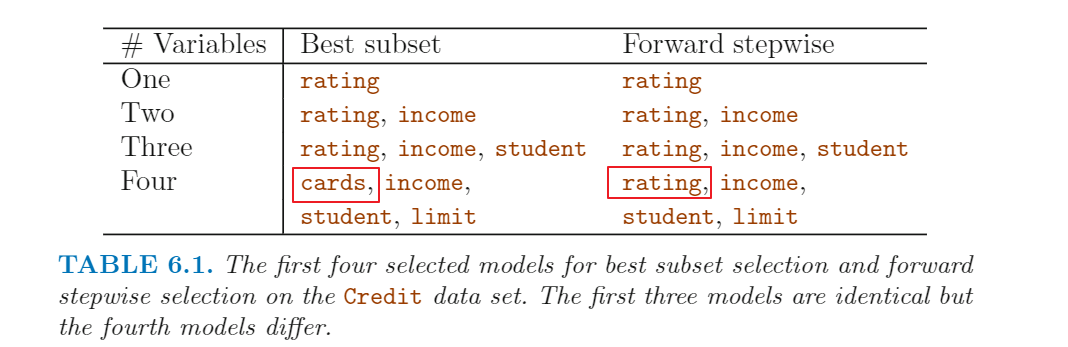 # Variables Best subset Forward stepwise
One rating rating
Two rating, income rating, income
Three rating, income, student rating, income, student
Four cards, income, rating, income,
student, limit student, limit
TABLE 6.1. The first four selected models for best subset selection and forward
stepwise selection on the Credit data set. The first three models are identical but
the fourth models differ.